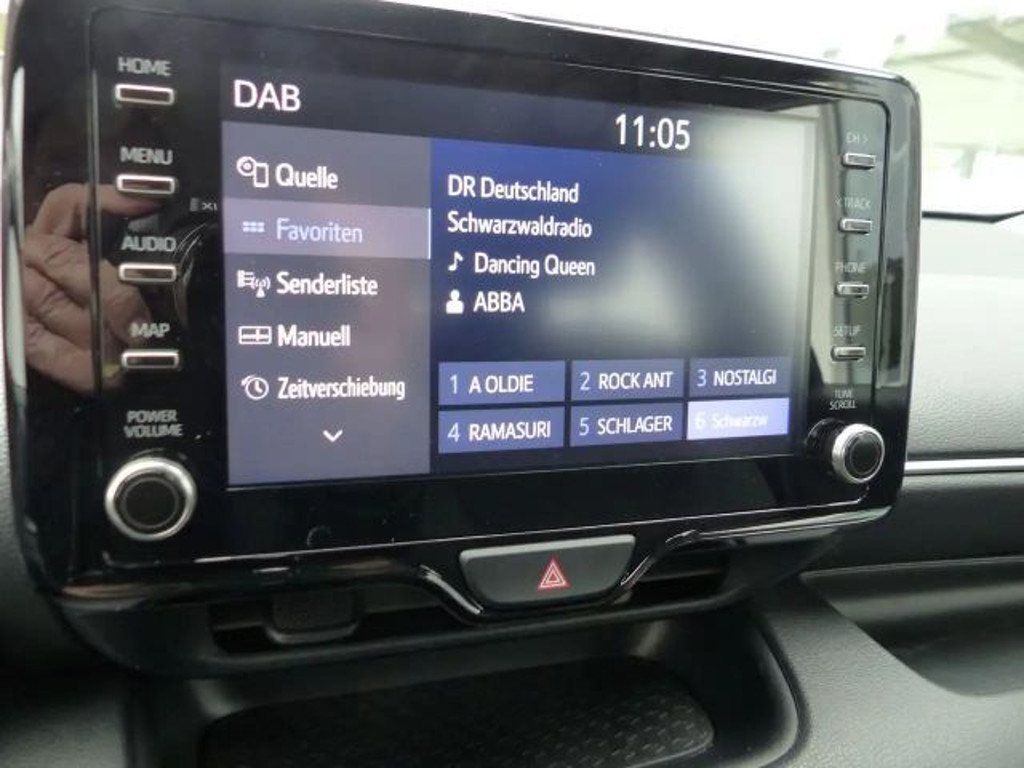 HOME
MENU
AUDIO
MAP
POWER
VOLUME
DAB
11:05
Quelle
Favoriten
Senderliste
Manuell
Zeitverschiebung
DR Deutschland
Schwarzwaldradio
Dancing Queen
ABBA
1 A OLDIE
2 ROCK ANT
3 NOSTALGI
4 RAMASURI
5 SCHLAGER
6 Schwarzw
CH >
< TRACK
PHONE
SETUP
TUNE
SCROLL